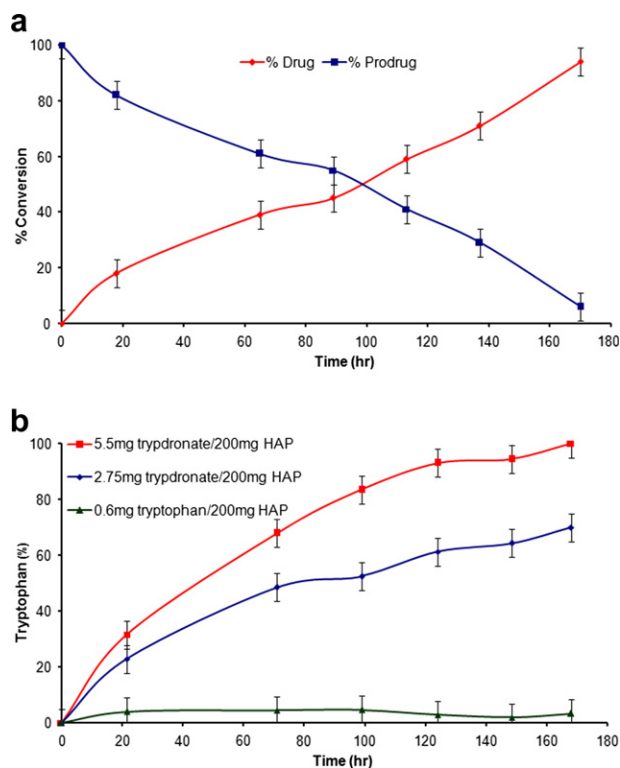 a
% Drug % Prodrug
100
80
60
40
20
0
% Conversion
0 20 40 60 80 100 120 140 160 180
Time (hr)
b
5.5mg trypdronate/200mg HAP
2.75mg trypdronate/200mg HAP
0.6mg tryptophan/200mg HAP
100
80
60
40
20
0
Tryptophan (%)
0 20 40 60 80 100 120 140 160 180
Time (hr)